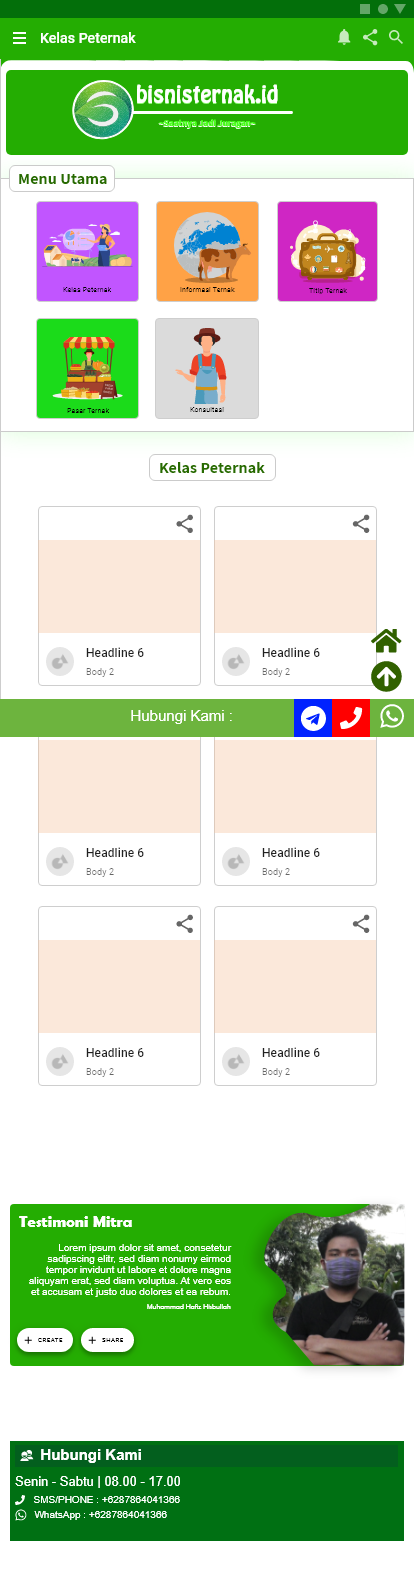 Kelas Peternak
bisnisternak.id
~Saatnya Jadi Juragan~
Menu Utama
Kelas Peternak
Informasi Ternak
Titip Ternak
Pasar Ternak
Konsultasi
Kelas Peternak
Headline 6
Body 2
Headline 6
Body 2
Hubungi Kami :
Headline 6
Body 2
Headline 6
Body 2
Headline 6
Body 2
Headline 6
Body 2
Testimoni Mitra
Lorem ipsum dolor sit amet, consetetur
sadipscing elitr, sed diam nonumy eirmod
tempor invidunt ut labore et dolore magna
aliquyam erat, sed diam voluptua. At vero eos
et accusam et justo duo dolores et ea rebum.
Muhammad Hafiz Hisbullah
CREATE
SHARE
Hubungi Kami
Senin - Sabtu | 08.00 - 17.00
SMS/PHONE : +6287864041366
WhatsApp : +6287864041366